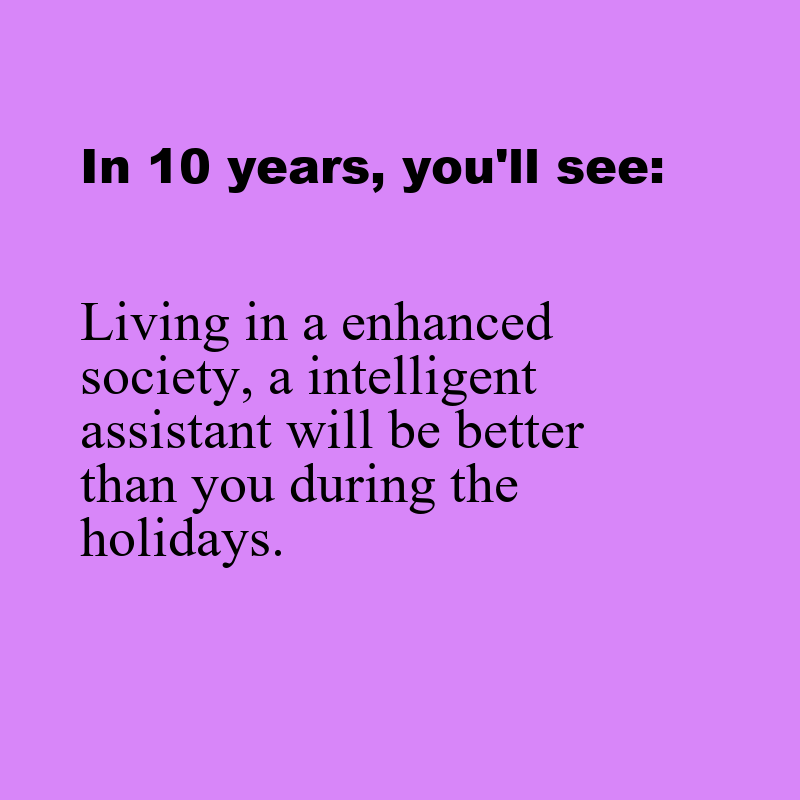 In 10 years, you'll see:
Living in a enhanced
society, a intelligent
assistant will be better
than you during the
holidays.